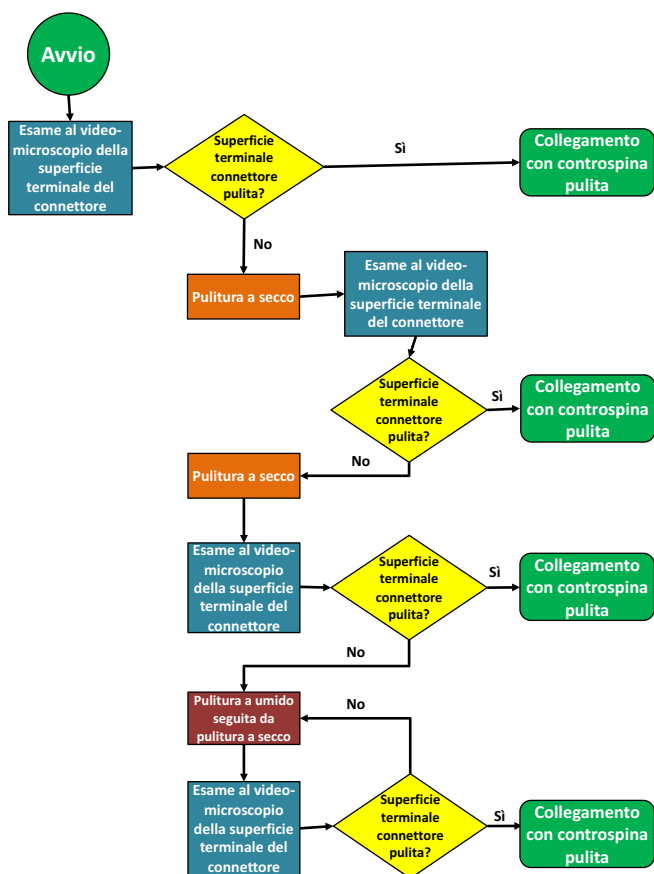 Avvio
Esame al video-
microscopio della
superficie
terminale del
connettore
Superficie
terminale
connettore
pulita?
Sì
Collegamento
con controspina
pulita
No
Pulitura a secco
Esame al video-
microscopio della
superficie terminale
del connettore
Superficie
terminale
connettore
pulita?
Sì
Collegamento
con controspina
pulita
No
Pulitura a secco
Esame al video-
microscopio
della superficie
terminale del
connettore
Superficie
terminale
connettore
pulita?
Sì
Collegamento
con controspina
pulita
No
Pulitura a umido
seguita da
pulitura a secco
No
Esame al video-
microscopio
della superficie
terminale del
connettore
Superficie
terminale
connettore
pulita?
Sì
Collegamento
con controspina
pulita